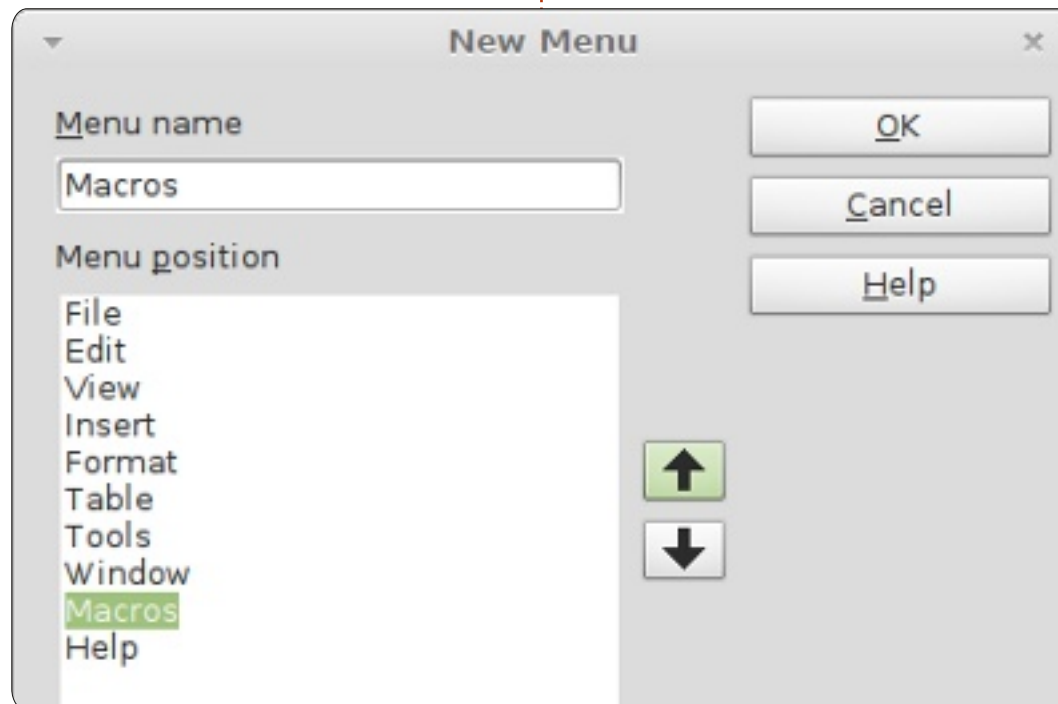 New Menu
Menu name
Macros
Menu position
File
Edit
View
Insert
Format
Table
Tools
Window
Macros
Help
OK
Cancel
Help